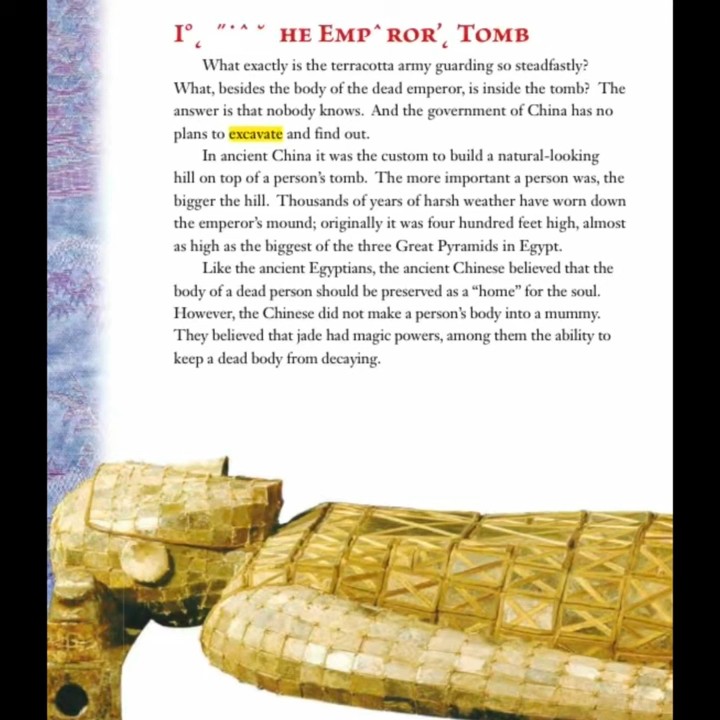 HE EMP^ROR’ TOMB
What exactly is the terracotta army guarding so steadfastly?
What, besides the body of the dead emperor, is inside the tomb? The
answer is that nobody knows. And the government of China has no
plans to excavate and find out.
In ancient China it was the custom to build a natural-looking
hill on top of a person’s tomb. The more important a person was, the
bigger the hill. Thousands of years of harsh weather have worn down
the emperor’s mound; originally it was four hundred feet high, almost
as high as the biggest of the three Great Pyramids in Egypt.
Like the ancient Egyptians, the ancient Chinese believed that the
body of a dead person should be preserved as a “home” for the soul.
However, the Chinese did not make a person’s body into a mummy.
They believed that jade had magic powers, among them the ability to
keep a dead body from decaying.